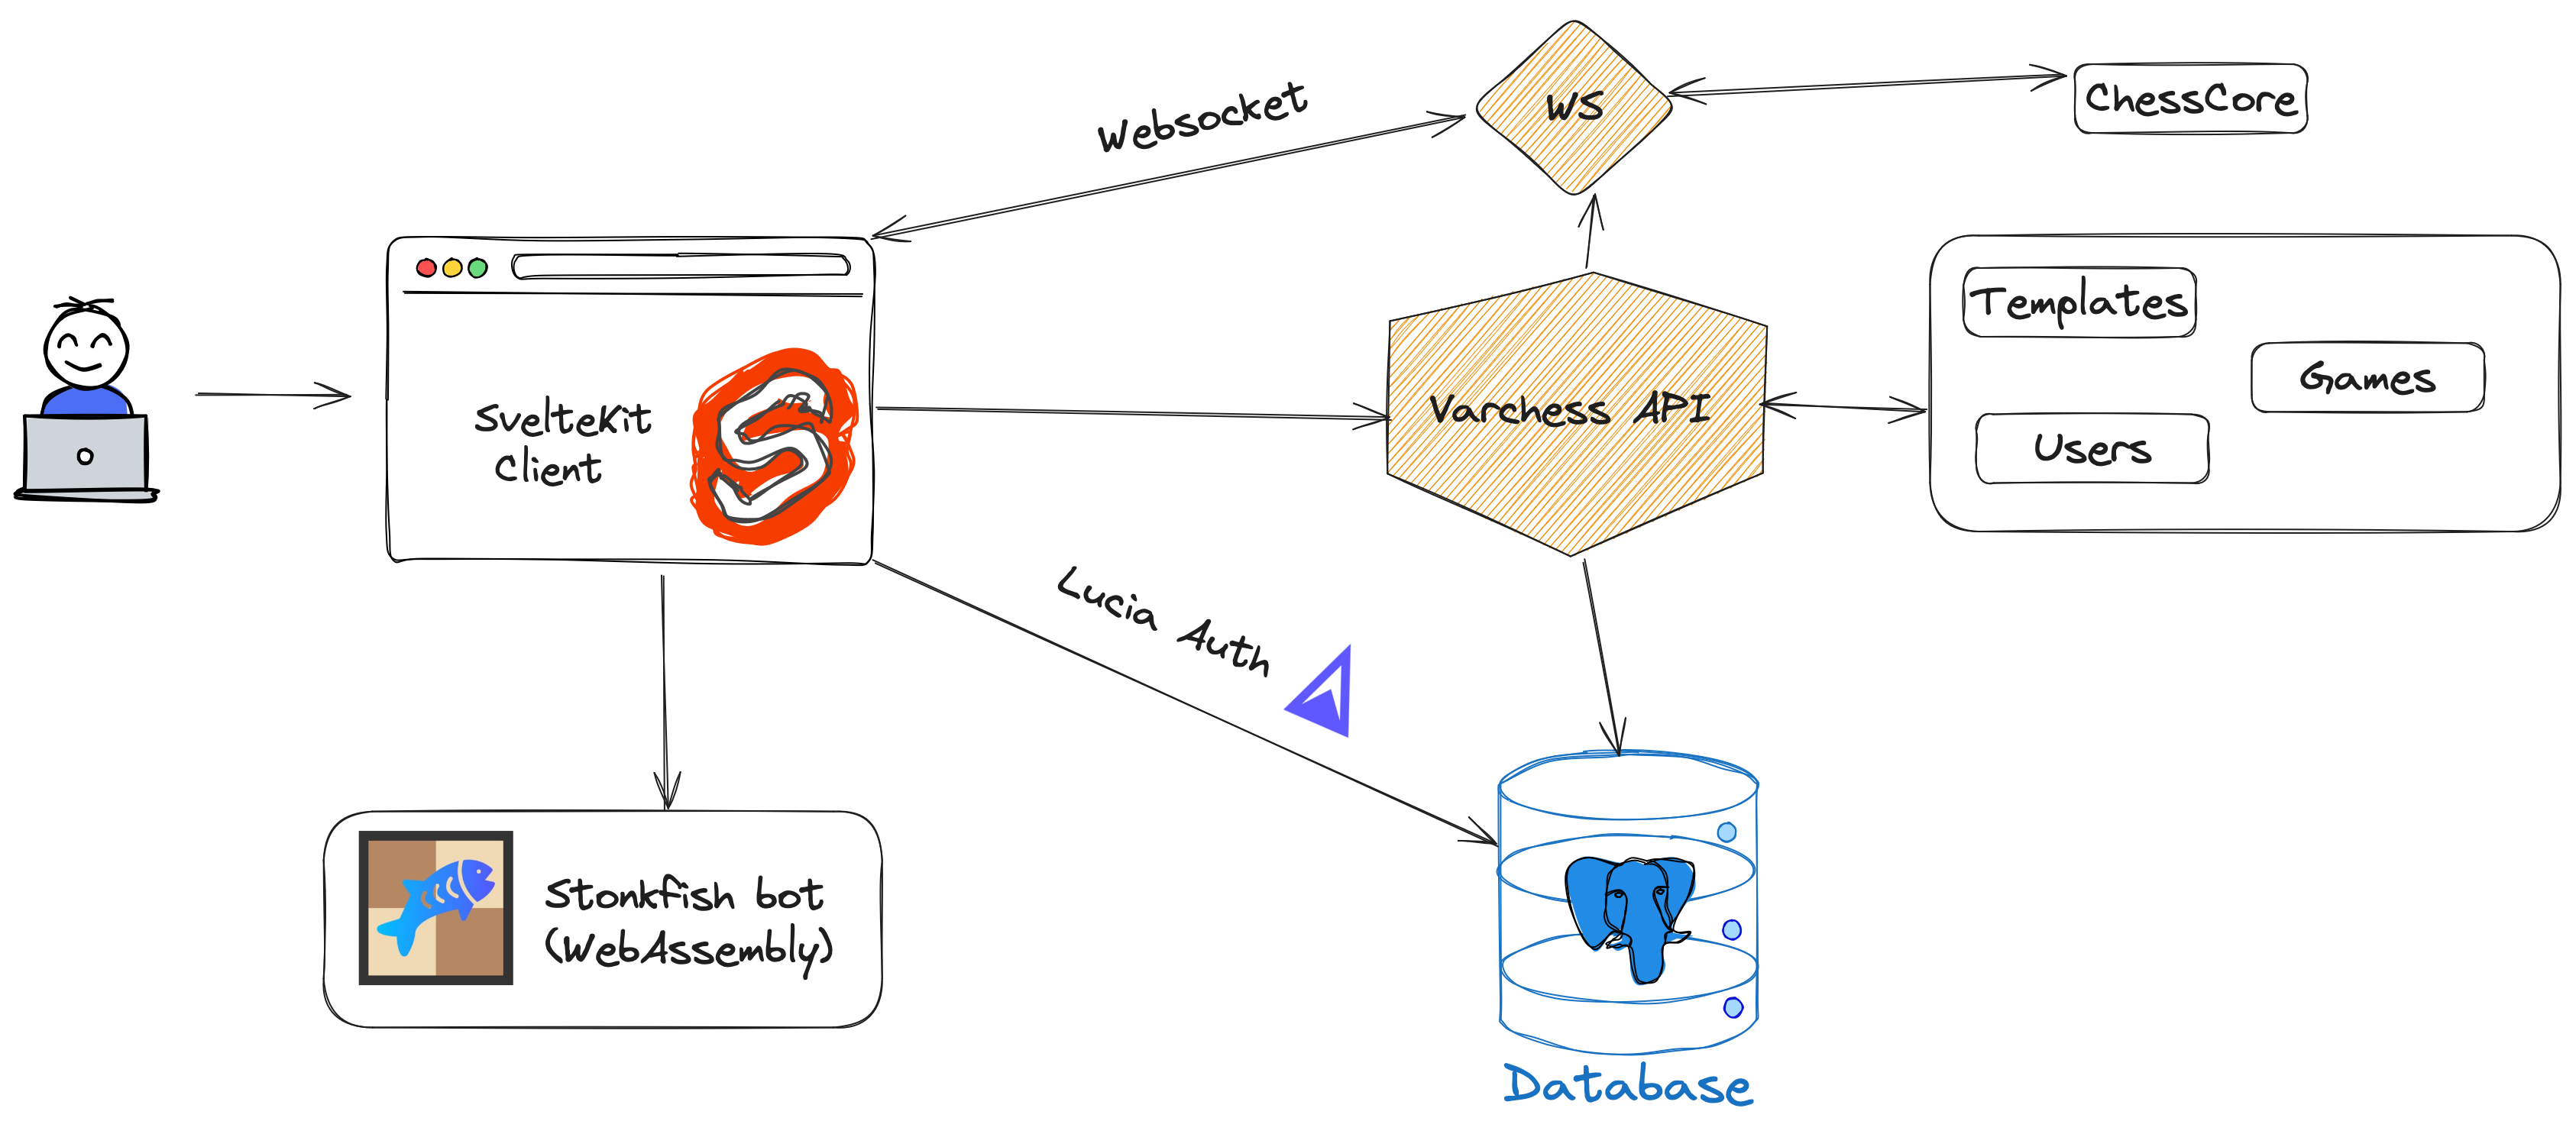 Websocket
WS
ChessCore
SvelteKit
Client
Varchess API
Templates
Games
Users
Lucia Auth
Stonkfish bot
(WebAssembly)
Database